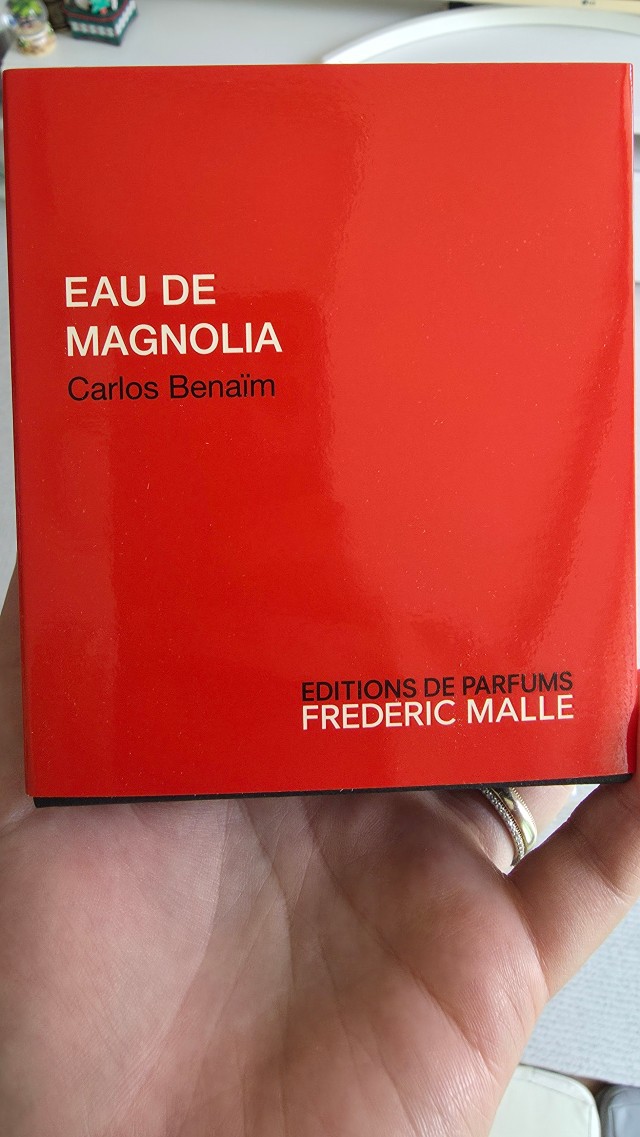 EAU DE
MAGNOLIA
Carlos Benaïm
EDITIONS DE PARFUMS
FREDERIC MALLE